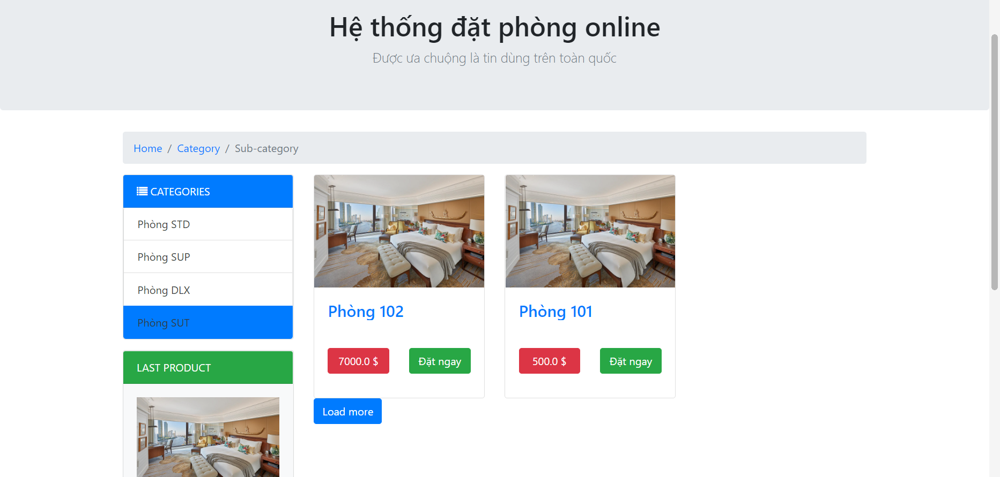 Hệ thống đặt phòng online
Được ưa chuộng là tin dùng trên toàn quốc
Home / Category / Sub-category
CATEGORIES
Phòng STD
Phòng SUP
Phòng DLX
Phòng SUT
LAST PRODUCT
Phòng 102
7000.0 $
Đặt ngay
Phòng 101
500.0 $
Đặt ngay
Load more